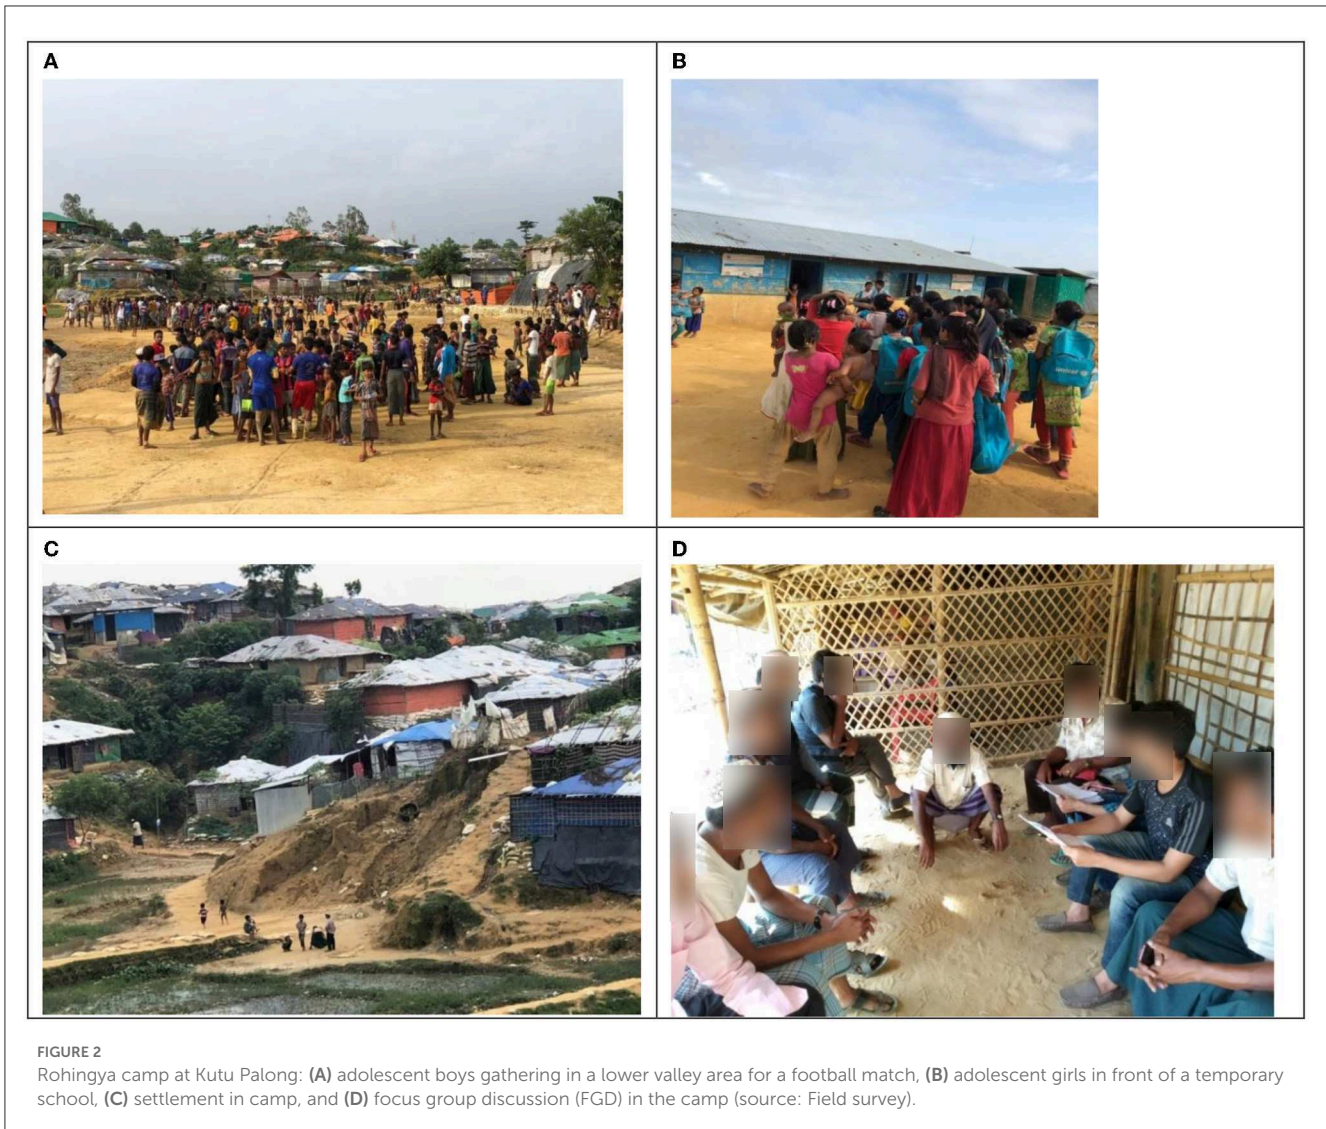 A
B
C
D
FIGURE 2
Rohingya camp at Kutu Palong: (A) adolescent boys gathering in a lower valley area for a football match, (B) adolescent girls in front of a temporary
school, (C) settlement in camp, and (D) focus group discussion (FGD) in the camp (source: Field survey).